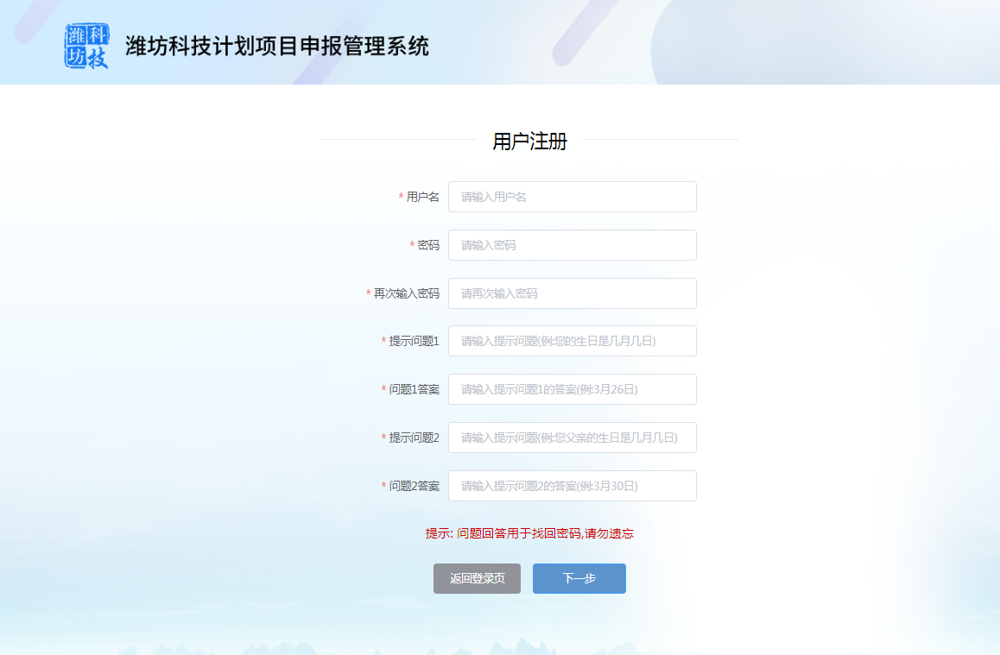 潍科
坊技
潍坊科技计划项目申报管理系统
用户注册
* 用户名 请输入用户名
* 密码 请输入密码
* 再次输入密码 请再次输入密码
* 提示问题1 请输入提示问题(例:您的生日是几月几日)
* 问题1答案 请输入提示问题1的答案(例:3月26日)
* 提示问题2 请输入提示问题(例:您父亲的生日是几月几日)
* 问题2答案 请输入提示问题2的答案(例:3月30日)
提示: 问题回答用于找回密码,请勿遗忘
返回登录页 下一步